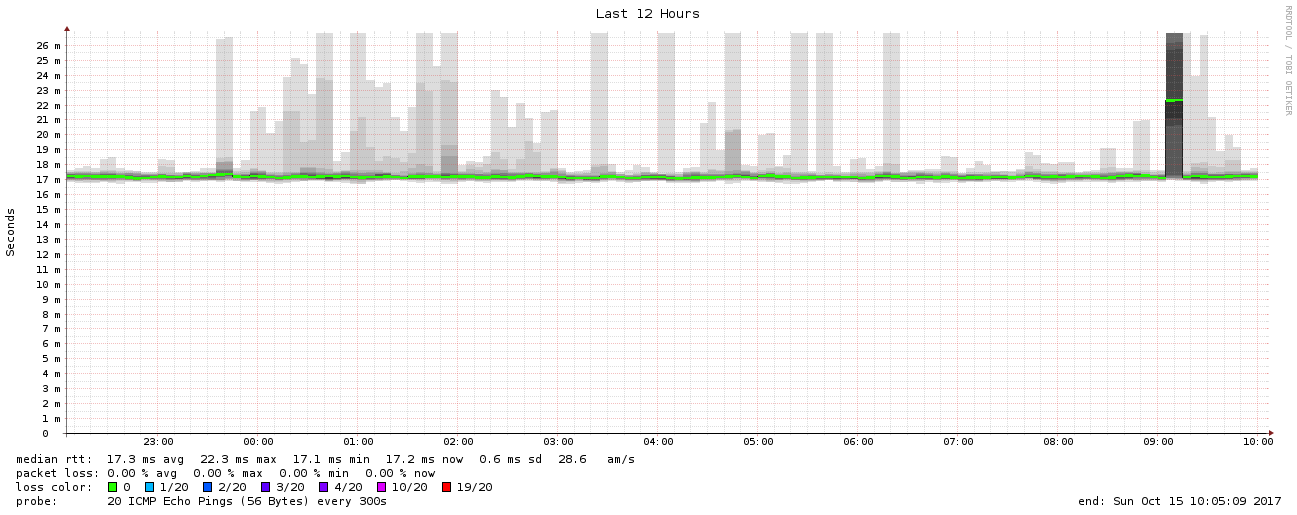 Last 12 Hours
RRDTOOL / TOBI OETIKER
Seconds
26 m
25 m
24 m
23 m
22 m
21 m
20 m
19 m
18 m
17 m
16 m
15 m
14 m
13 m
12 m
11 m
10 m
9 m
8 m
7 m
6 m
5 m
4 m
3 m
2 m
1 m
0
23:00 00:00 01:00 02:00 03:00 04:00 05:00 06:00 07:00 08:00 09:00 10:00
median rtt: 17.3 ms avg 22.3 ms max 17.1 ms min 17.2 ms now 0.6 ms sd 28.6 am/s
packet loss: 0.00 % avg 0.00 % max 0.00 % min 0.00 % now
loss color: 0 1/20 2/20 3/20 4/20 10/20 19/20
probe: 20 ICMP Echo Pings (56 Bytes) every 300s end: Sun Oct 15 10:05:09 2017